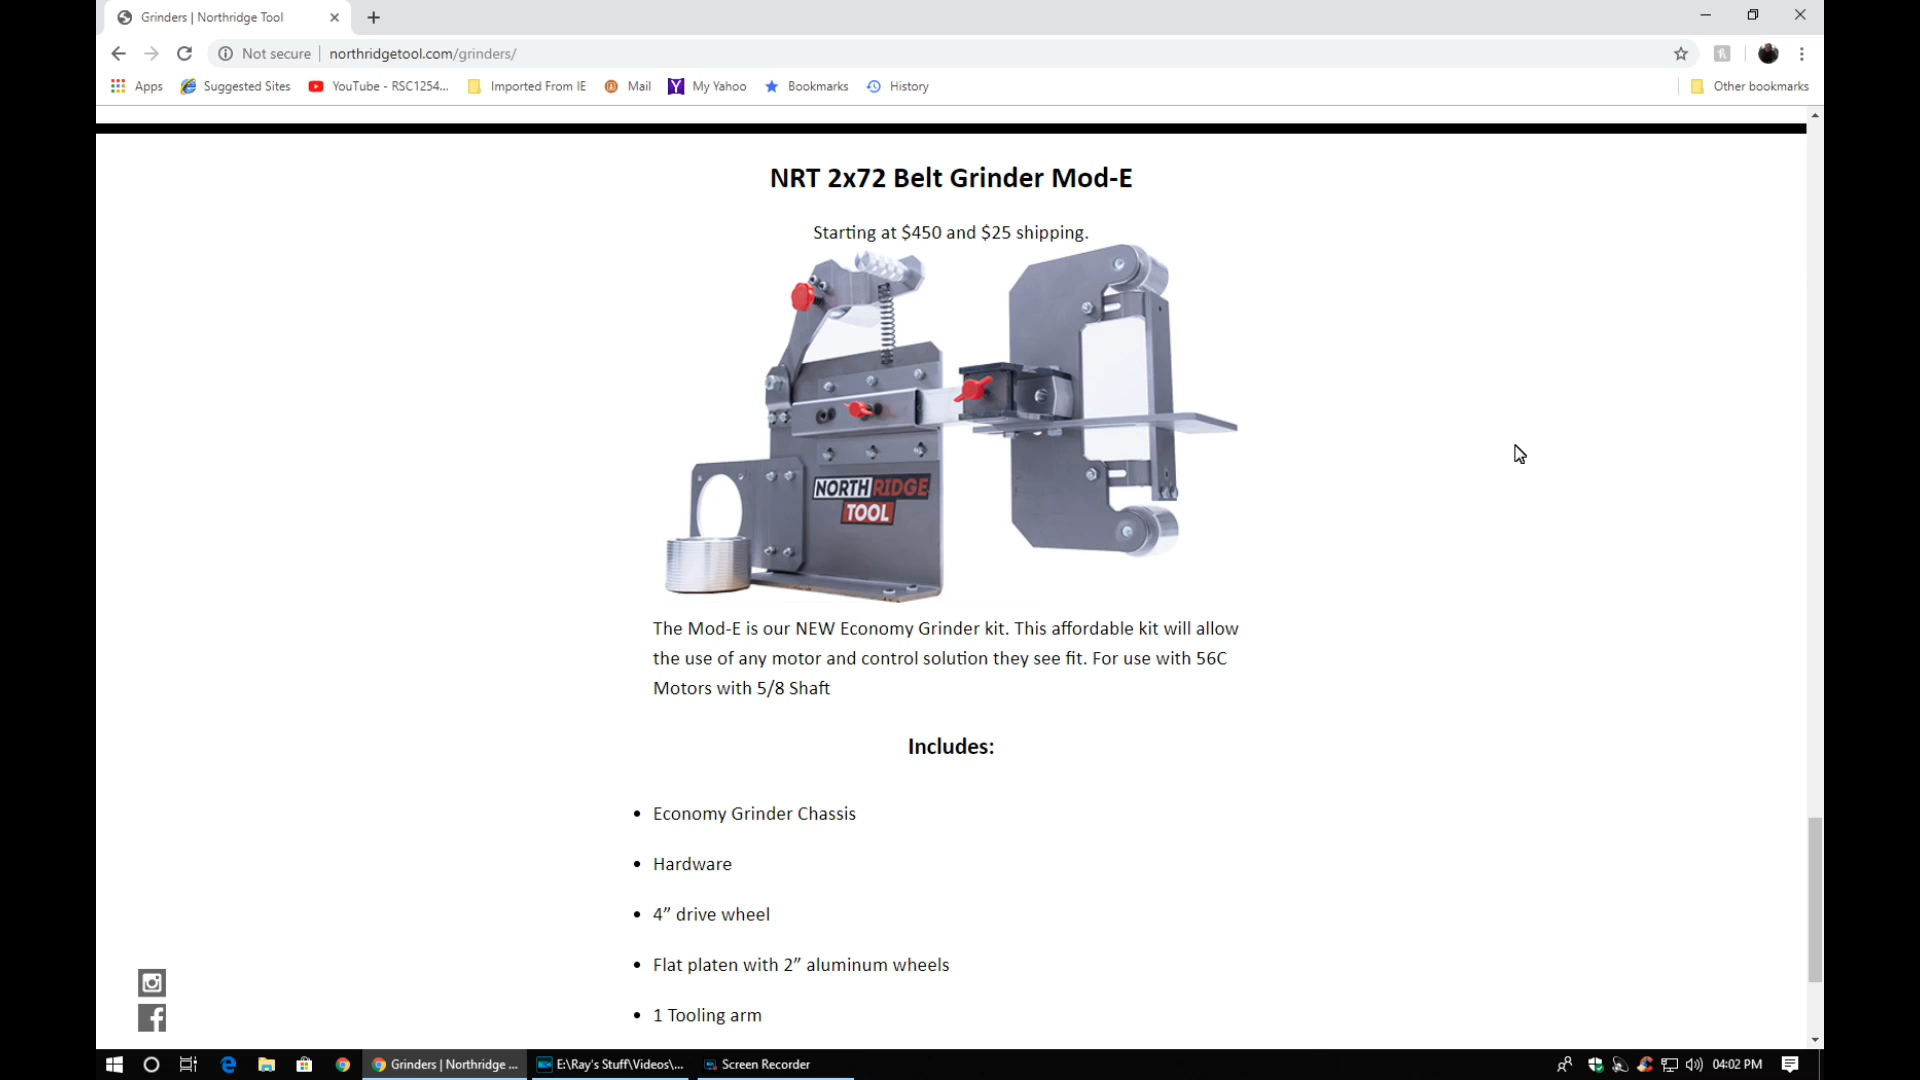 Grinders | Northridge Tool
Not secure | northridgetool.com/grinders/
Apps Suggested Sites YouTube - RSC1254... Imported From IE Mail My Yahoo Bookmarks History Other bookmarks
NRT 2x72 Belt Grinder Mod-E
Starting at $450 and $25 shipping.
NORTH RIDGE
TOOL
The Mod-E is our NEW Economy Grinder kit. This affordable kit will allow
the use of any motor and control solution they see fit. For use with 56C
Motors with 5/8 Shaft
Includes:
• Economy Grinder Chassis
• Hardware
• 4” drive wheel
• Flat platen with 2” aluminum wheels
• 1 Tooling arm
Grinders | Northridge ... E:\Ray's Stuff\Videos\... Screen Recorder 04:02 PM